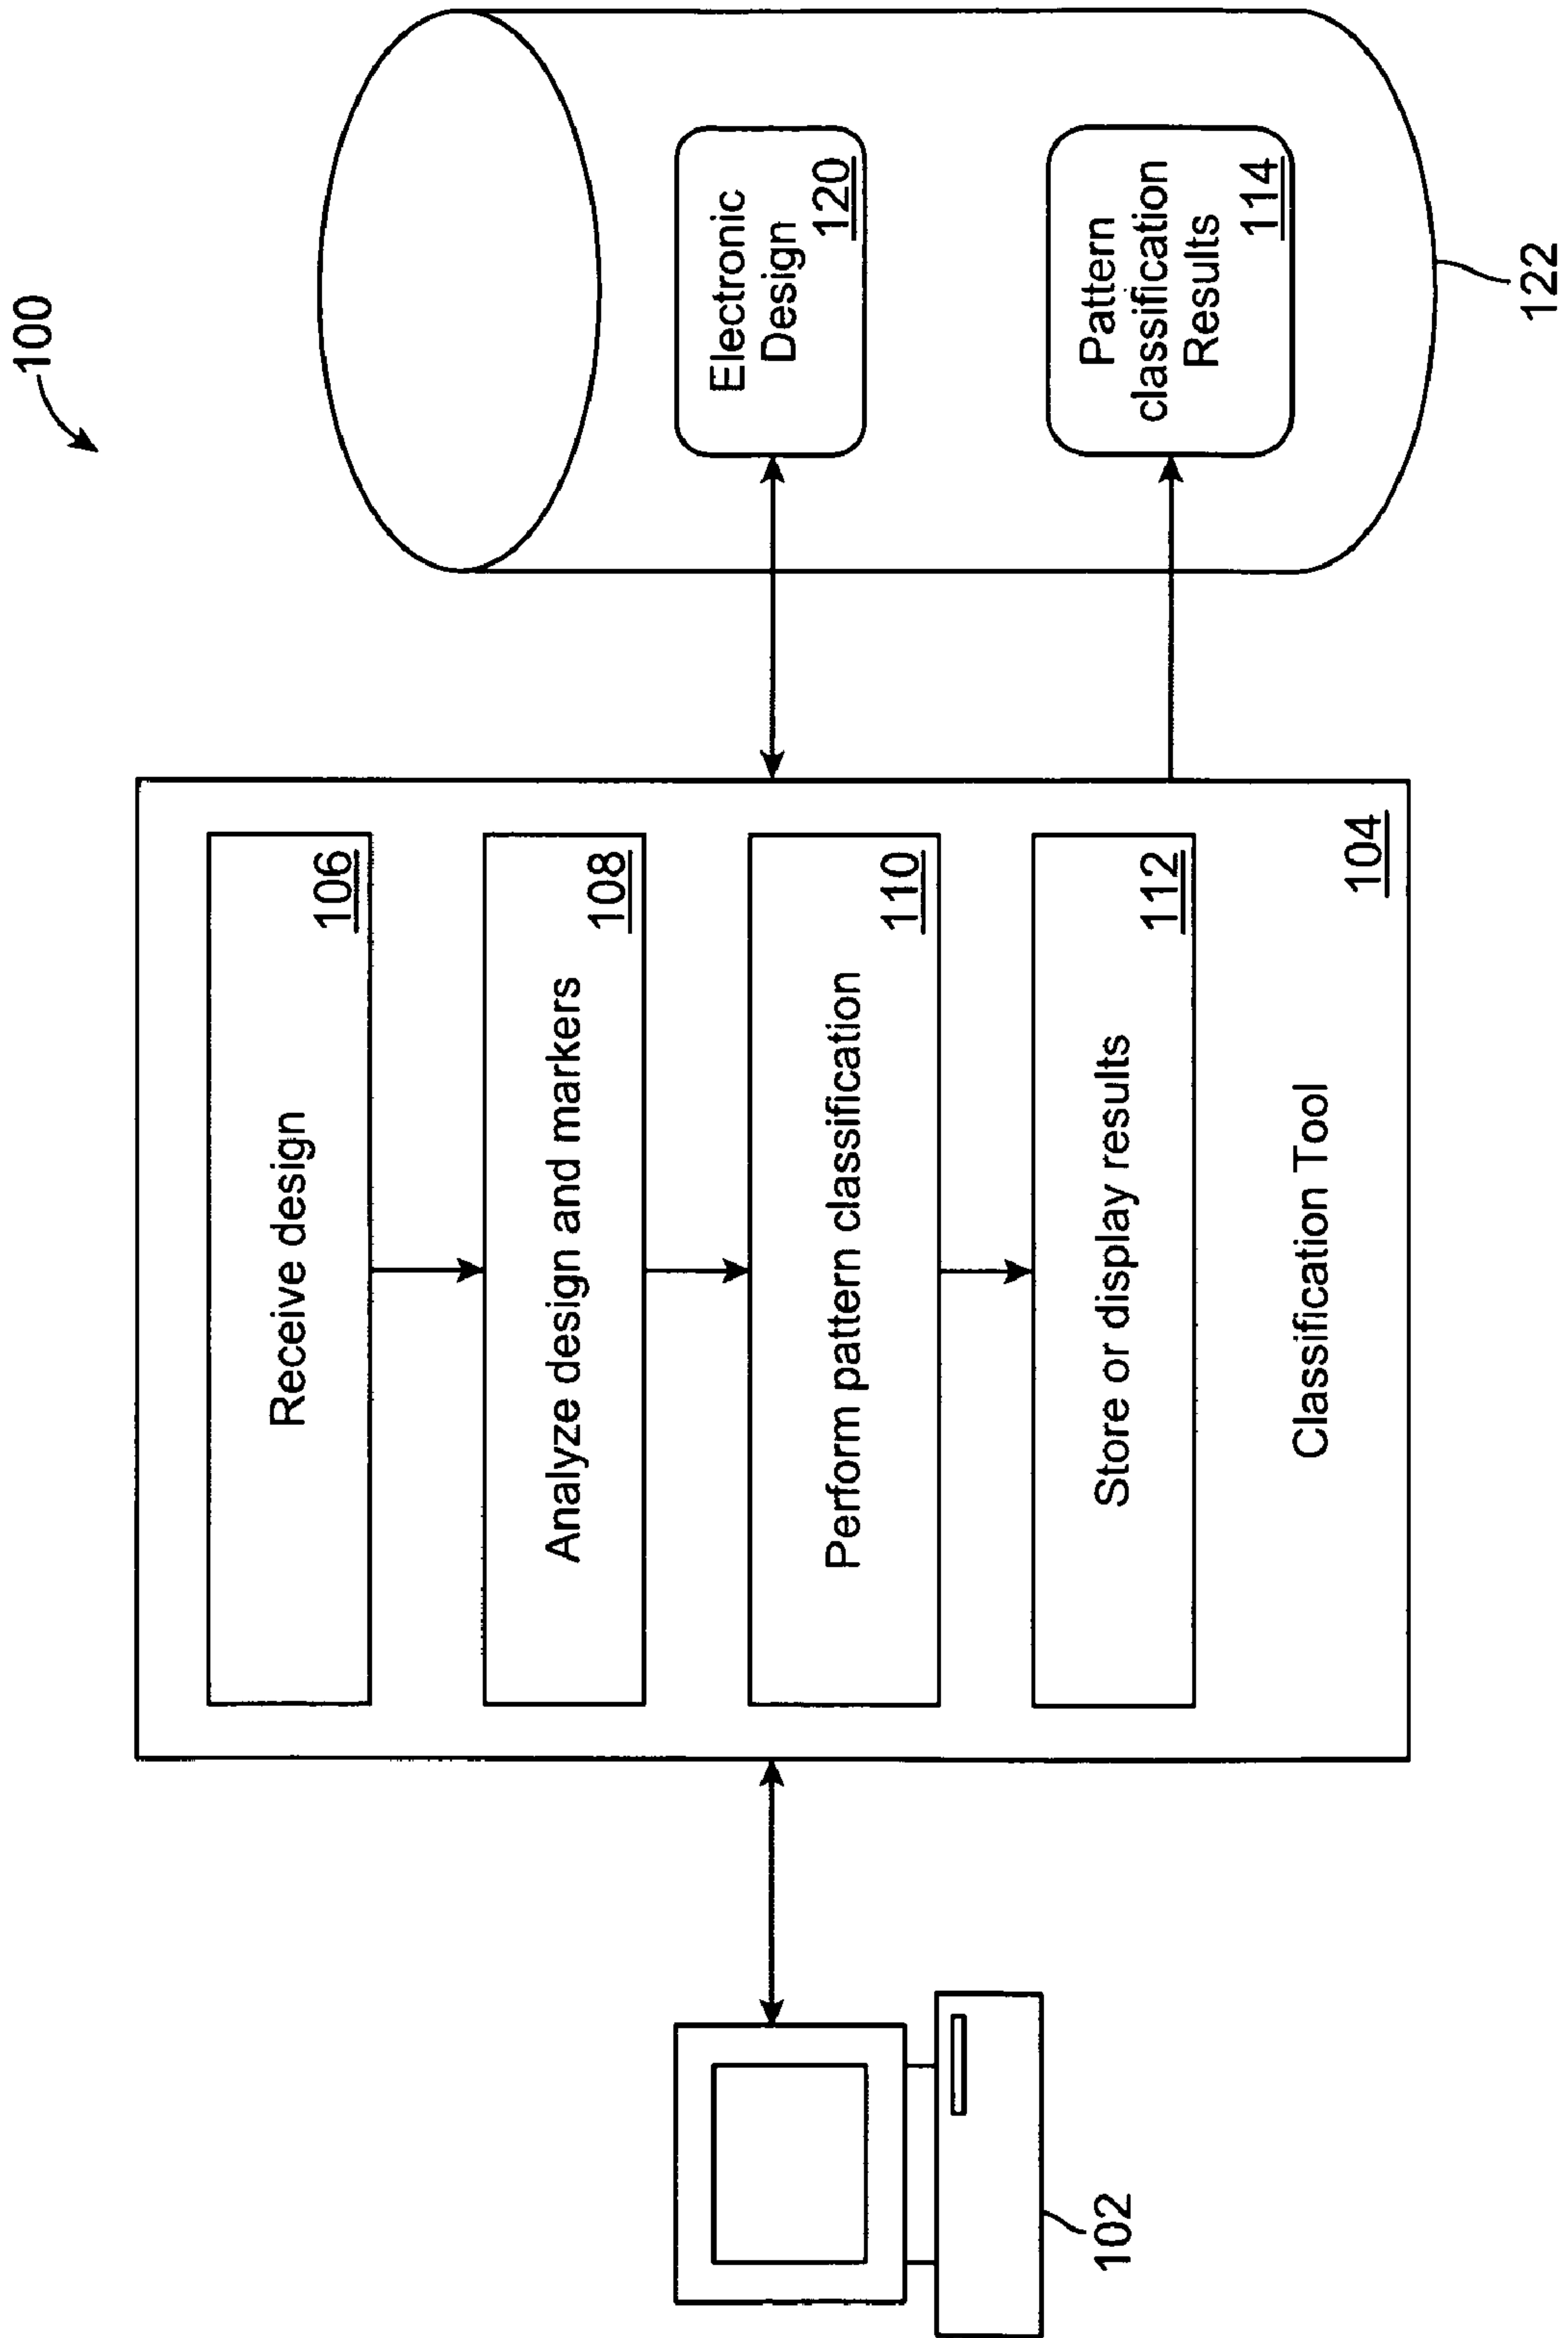 100
Receive design
106
Analyze design and markers
108
Perform pattern classification
110
Store or display results
112
Classification Tool
104
102
Electronic
Design
120
Pattern
classification
Results
114
122